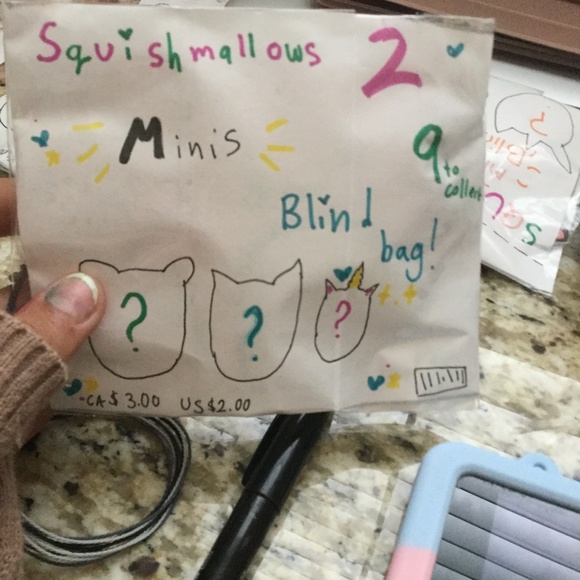 Squishmallows 2
Minis
9 to collect
Blind bag!
? ? ?
-CA$ 3.00 US$2.00